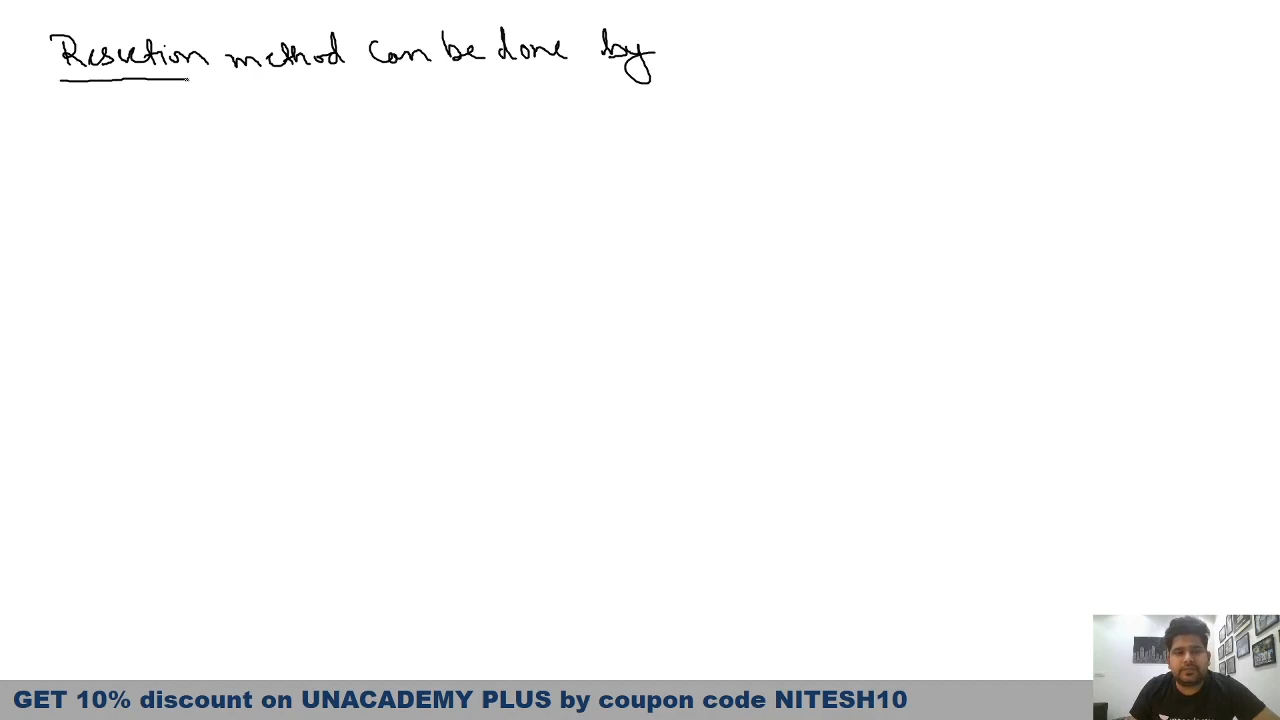 Resection method can be done by
GET 10% discount on UNACADEMY PLUS by coupon code NITESH10